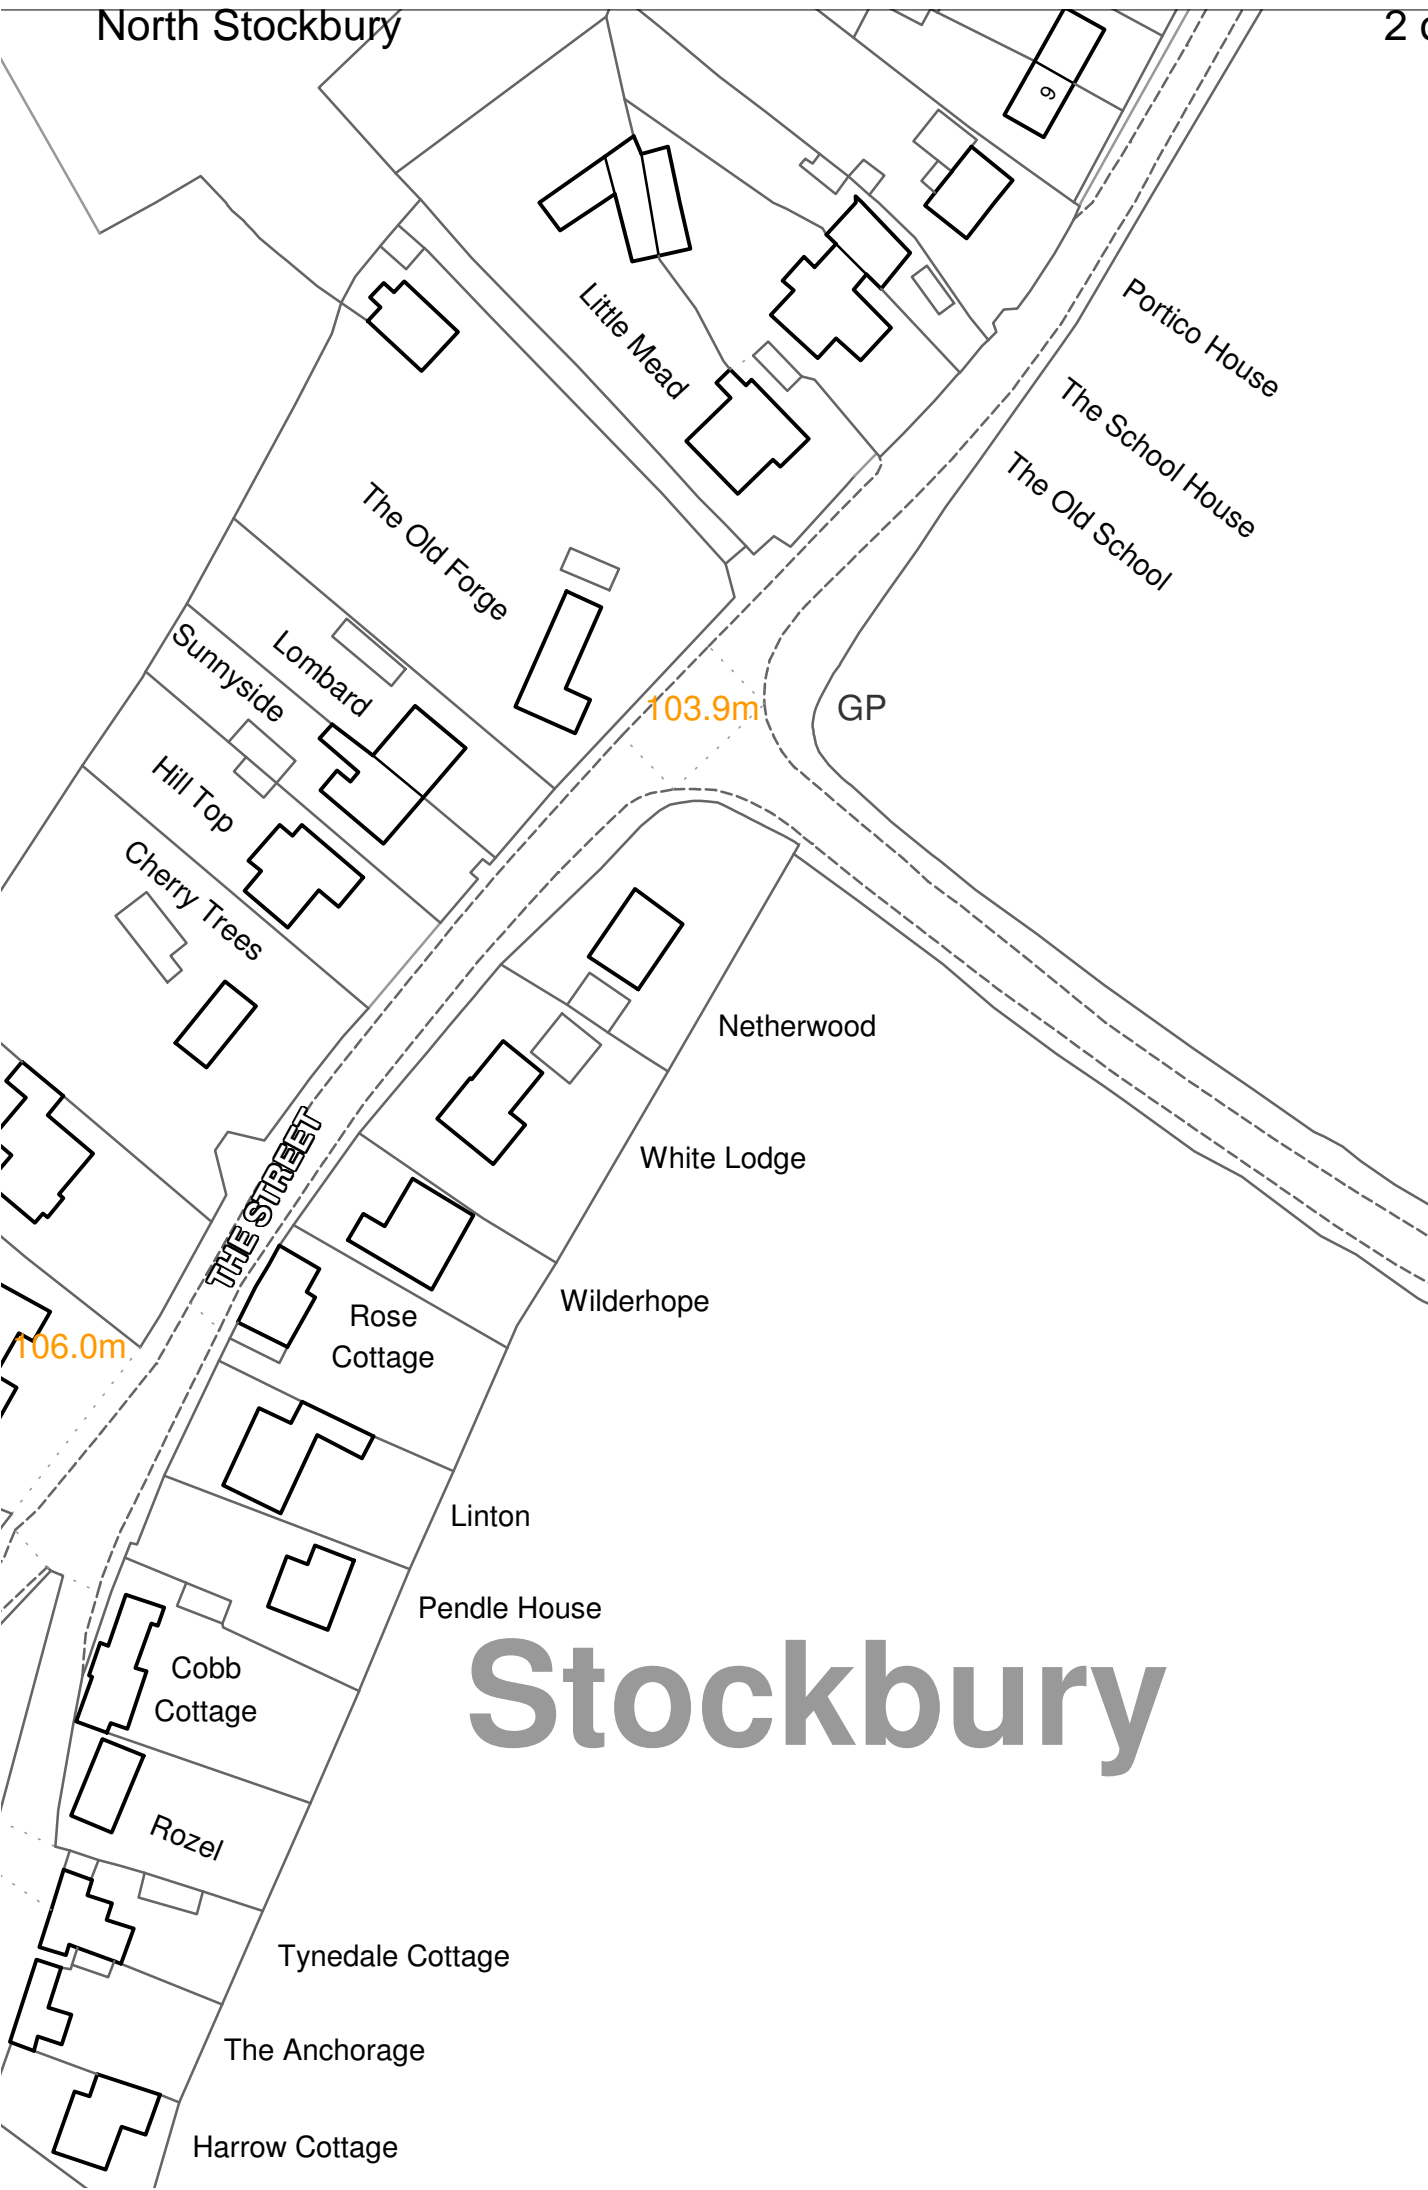 North Stockbury
2
9
Portico House
Little Mead
The School House
The Old School
The Old Forge
Sunnyside
Lombard
103.9m
GP
Hill Top
Cherry Trees
Netherwood
White Lodge
THE STREET
Wilderhope
Rose
Cottage
106.0m
Linton
Pendle House
Stockbury
Cobb
Cottage
Rozel
Tynedale Cottage
The Anchorage
Harrow Cottage